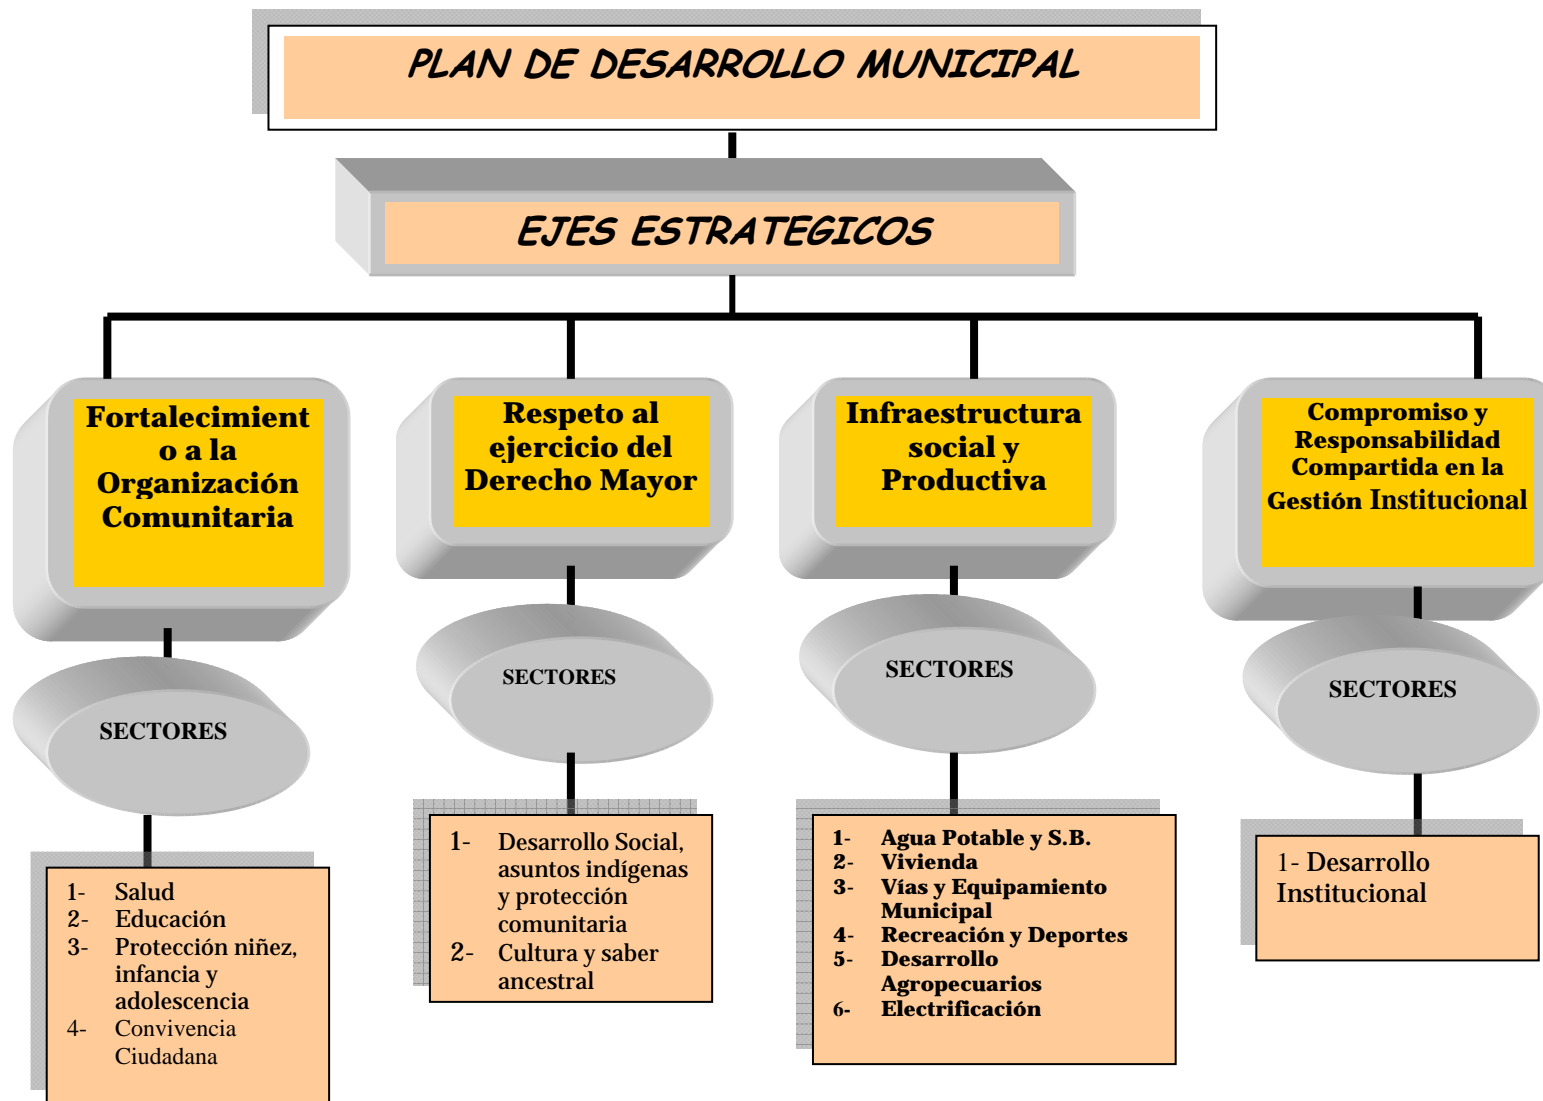 PLAN DE DESARROLLO MUNICIPAL
EJES ESTRATEGICOS
Fortalecimient
o a la
Organización
Comunitaria
SECTORES
1- Salud
2- Educación
3- Protección niñez,
infancia y
adolescencia
4- Convivencia
Ciudadana
Respeto al
ejercicio del
Derecho Mayor
SECTORES
1- Desarrollo Social,
asuntos indígenas
y protección
comunitaria
2- Cultura y saber
ancestral
Infraestructura
social y
Productiva
SECTORES
1- Agua Potable y S.B.
2- Vivienda
3- Vías y Equipamiento
Municipal
4- Recreación y Deportes
5- Desarrollo
Agropecuarios
6- Electrificación
Compromiso y
Responsabilidad
Compartida en la
Gestión Institucional
SECTORES
1- Desarrollo
Institucional